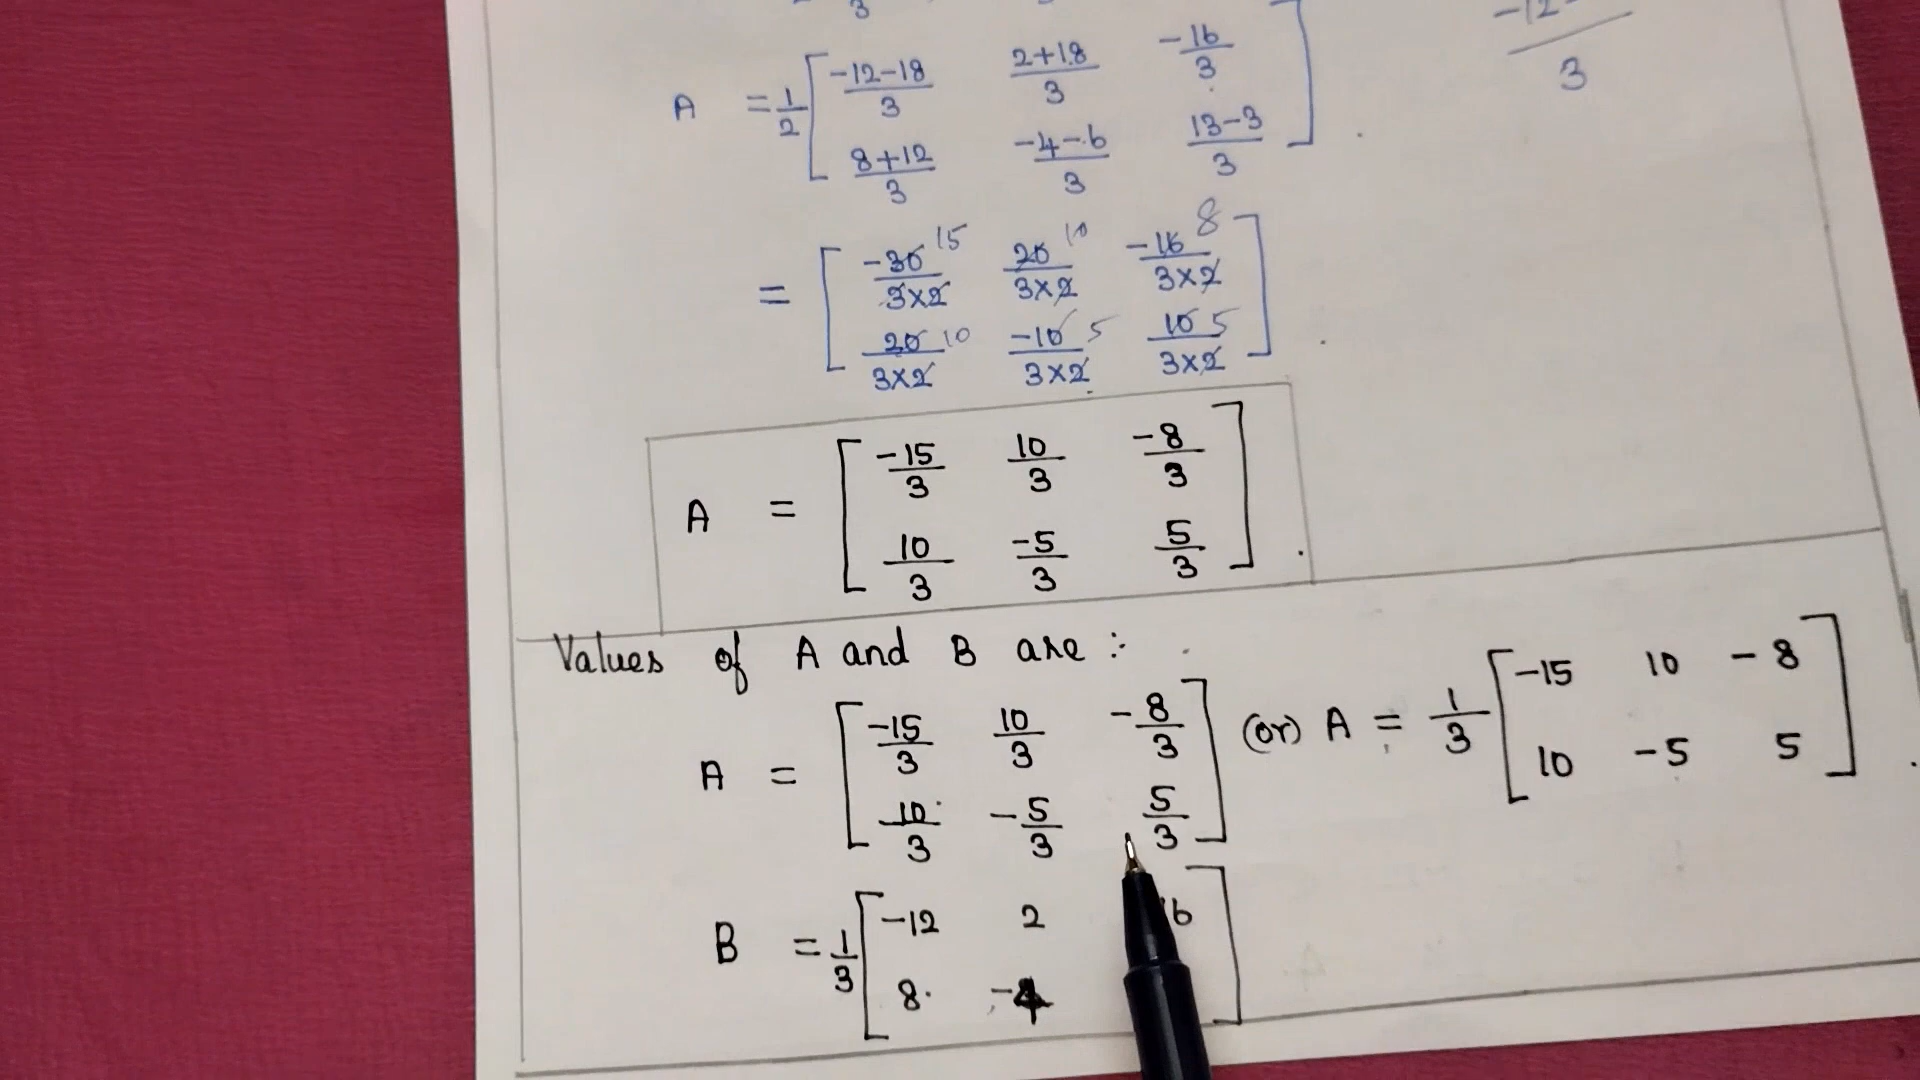 3
-12
3
A = 1/2 [ -12-18/3 2+18/3 -16/3
8+12/3 -4-6/3 13-3/3 ]
= [ -30/3×2 15 20/3×2 10 -16/3×2 8
20/3×2 10 -10/3×2 5 10/3×2 5 ]
A = [ -15/3 10/3 -8/3
10/3 -5/3 5/3 ]
Values of A and B are :-
A = [ -15/3 10/3 -8/3
10/3 -5/3 5/3 ] (or) A = 1/3 [ -15 10 -8
10 -5 5 ]
B = 1/3 [ -12 2
8 -4 ]